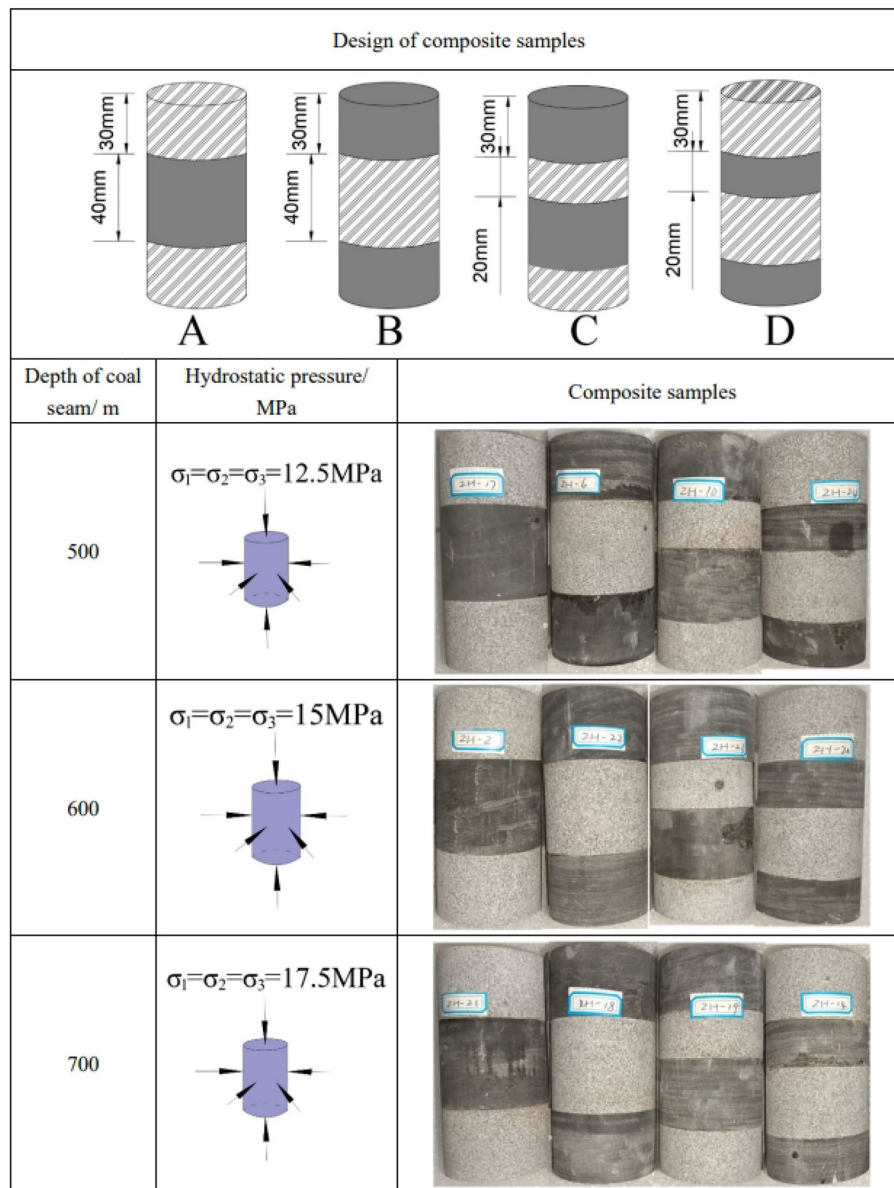 Design of composite samples
30mm
40mm
A
30mm
40mm
B
30mm
20mm
C
30mm
20mm
D
Depth of coal
seam/ m
Hydrostatic pressure/
MPa
Composite samples
500
σ₁=σ₂=σ₃=12.5MPa
ZH-17
ZH-6
ZH-10
ZH-24
600
σ₁=σ₂=σ₃=15MPa
ZH-2
ZH-22
ZH-20
700
σ₁=σ₂=σ₃=17.5MPa
ZH-21
ZH-18
ZH-19